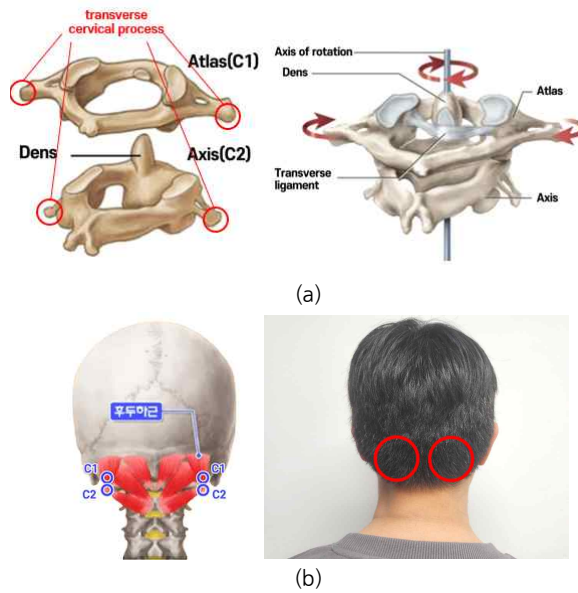 transverse
cervical process
Atlas(C1)
Dens
Axis(C2)
Axis of rotation
Dens
Atlas
Transverse
ligament
Axis
(a)
후두하근
C1
C1
C2
C2
(b)